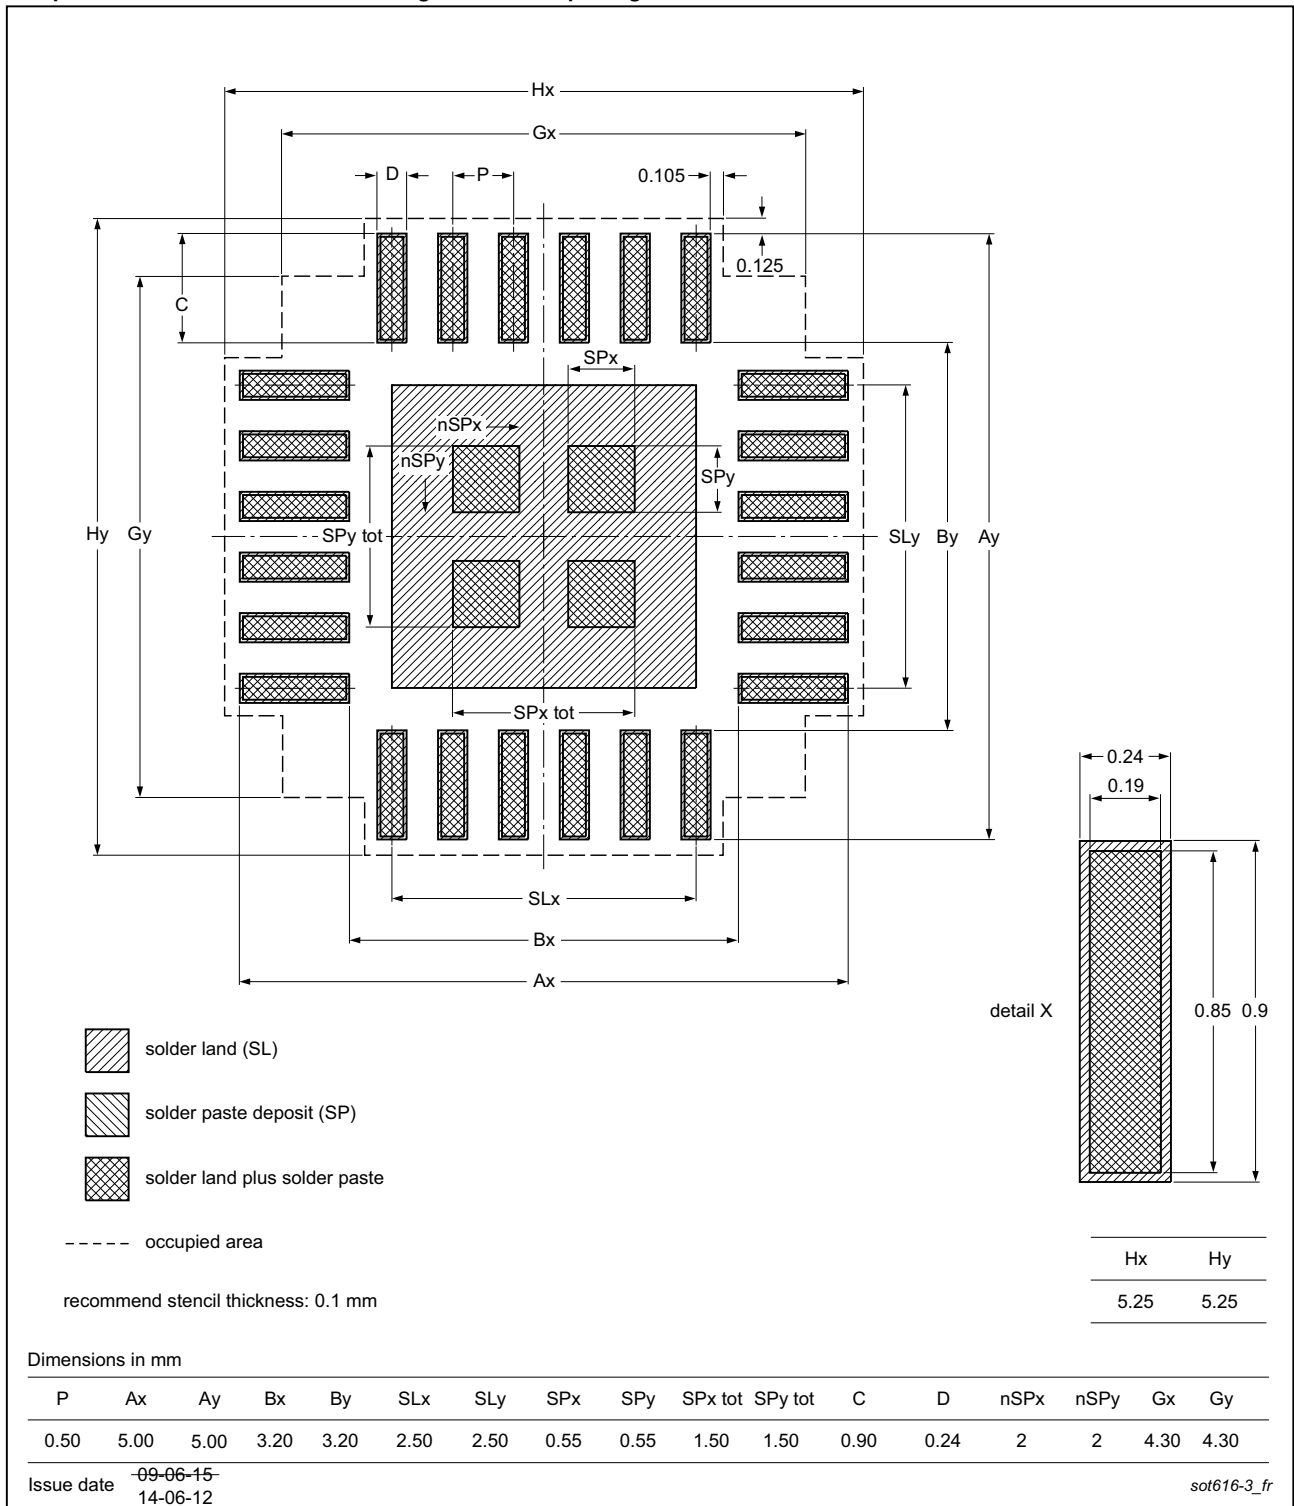 Hx
Gx
D
P
0.105
0.125
C
SPx
nSPx
nSPy
SPy
Hy
Gy
SPy tot
SLy
By
Ay
SPx tot
SLx
Bx
Ax
0.24
0.19
detail X
0.85
0.9
solder land (SL)
solder paste deposit (SP)
solder land plus solder paste
occupied area
recommend stencil thickness: 0.1 mm
Hx Hy
5.25 5.25
Dimensions in mm
P Ax Ay Bx By SLx SLy SPx SPy SPx tot SPy tot C D nSPx nSPy Gx Gy
0.50 5.00 5.00 3.20 3.20 2.50 2.50 0.55 0.55 1.50 1.50 0.90 0.24 2 2 4.30 4.30
Issue date 09-06-15
14-06-12
sot616-3_fr